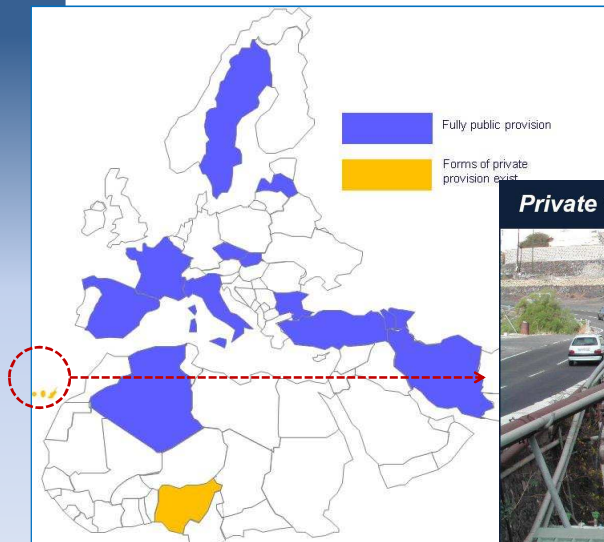 Fully public provision
Forms of private
provision exist
Private